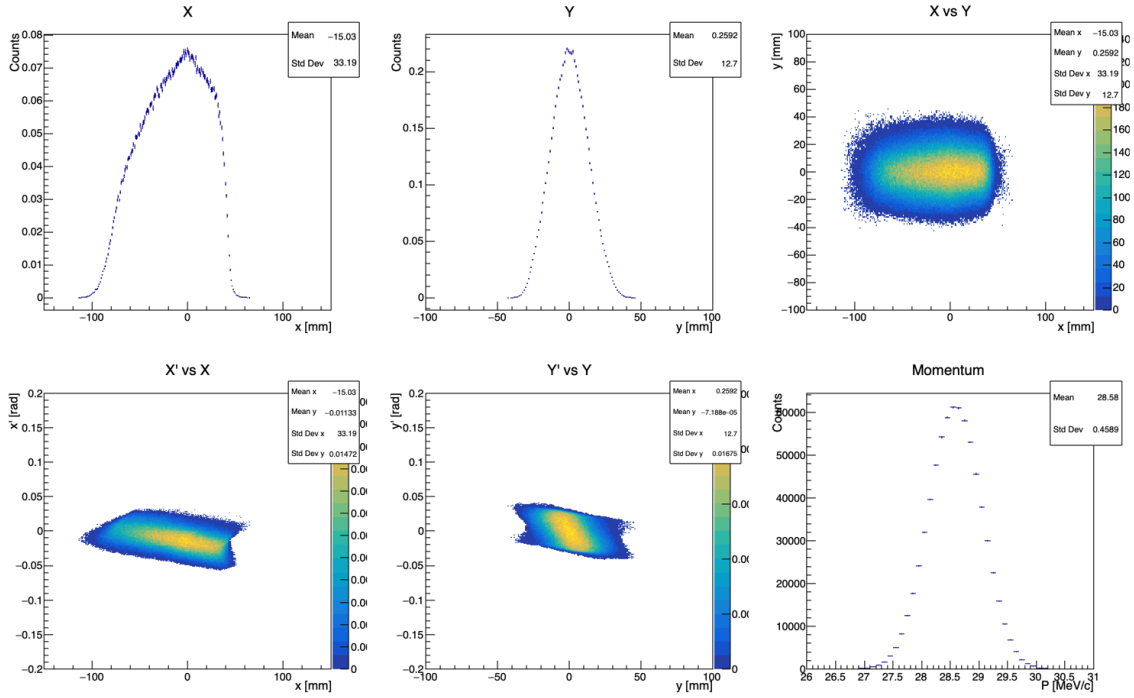 X
Counts
Mean −15.03
Std Dev 33.19
0.08
0.07
0.06
0.05
0.04
0.03
0.02
0.01
0
−100 0 100
x [mm]
Y
Counts
Mean 0.2592
Std Dev 12.7
0.2
0.15
0.1
0.05
0
−100 −50 0 50 100
y [mm]
X vs Y
y [mm]
Mean x −15.03
Mean y 0.2592
Std Dev x 33.19
Std Dev y 12.7
100
80
60
40
20
0
−20
−40
−60
−80
−100
−100 0 100
x [mm]
180
160
140
120
100
80
60
40
20
0
X' vs X
x' [rad]
Mean x −15.03
Mean y −0.01133
Std Dev x 33.19
Std Dev y 0.01472
0.2
0.15
0.1
0.05
0
−0.05
−0.1
−0.15
−0.2
−100 0 100
x [mm]
0
Y' vs Y
y' [rad]
Mean x 0.2592
Mean y −7.188e−05
Std Dev x 12.7
Std Dev y 0.01675
0.2
0.15
0.1
0.05
0
−0.05
−0.1
−0.15
−0.2
−100 −50 0 50 100
y [mm]
0
Momentum
Counts
Mean 28.58
Std Dev 0.4589
60000
50000
40000
30000
20000
10000
0
26 26.5 27 27.5 28 28.5 29 29.5 30 30.5 31
P [MeV/c]